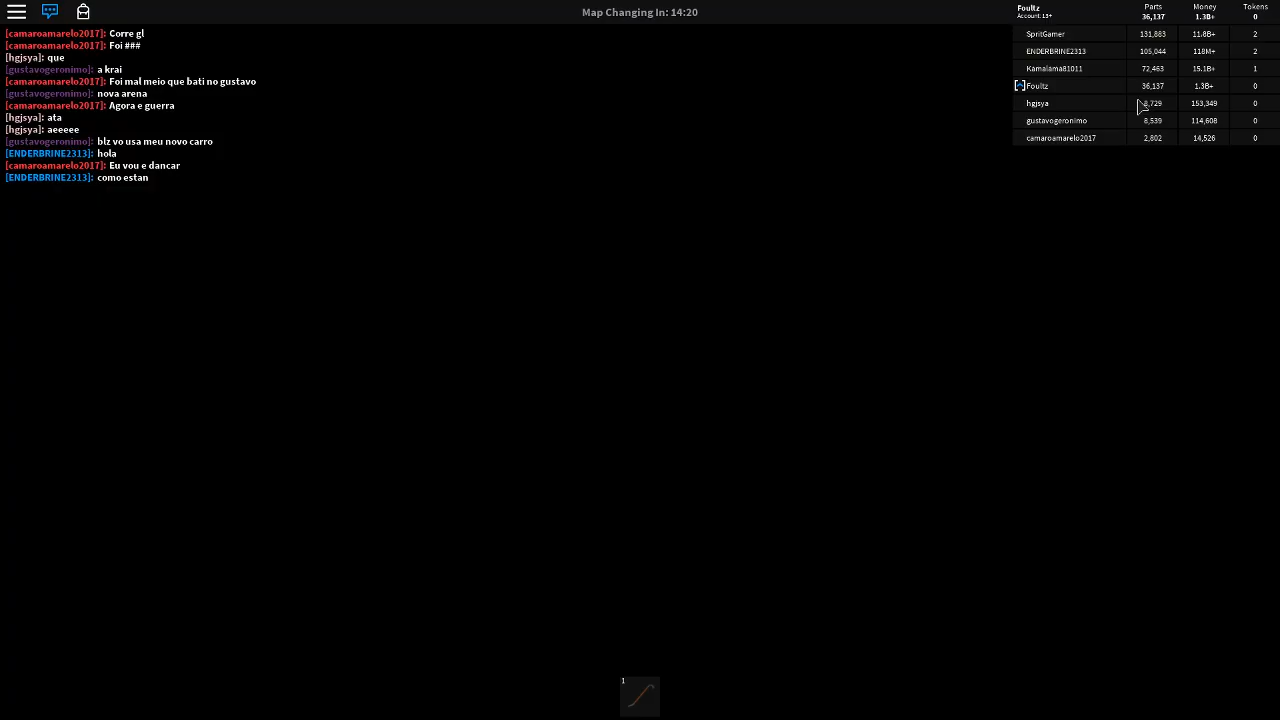 Map Changing In: 14:20
[camaroamarelo2017]: Corre gl
[camaroamarelo2017]: Foi ###
[hgjsya]: que
[gustavogeronimo]: a krai
[camaroamarelo2017]: Foi mal meio que bati no gustavo
[gustavogeronimo]: nova arena
[camaroamarelo2017]: Agora e guerra
[hgjsya]: ata
[hgjsya]: aeeeee
[gustavogeronimo]: blz vo usa meu novo carro
[ENDERBRINE2313]: hola
[camaroamarelo2017]: Eu vou e dancar
[ENDERBRINE2313]: como estan
Foultz Parts Money Tokens
Account: 13+ 36,137 1.3B+ 0
SpritGamer 131,883 11.8B+ 2
ENDERBRINE2313 105,044 118M+ 2
Kamalama81011 72,463 15.1B+ 1
Foultz 36,137 1.3B+ 0
hgjsya 153,349 0
gustavogeronimo 8,539 114,608 0
camaroamarelo2017 2,802 14,526 0
1